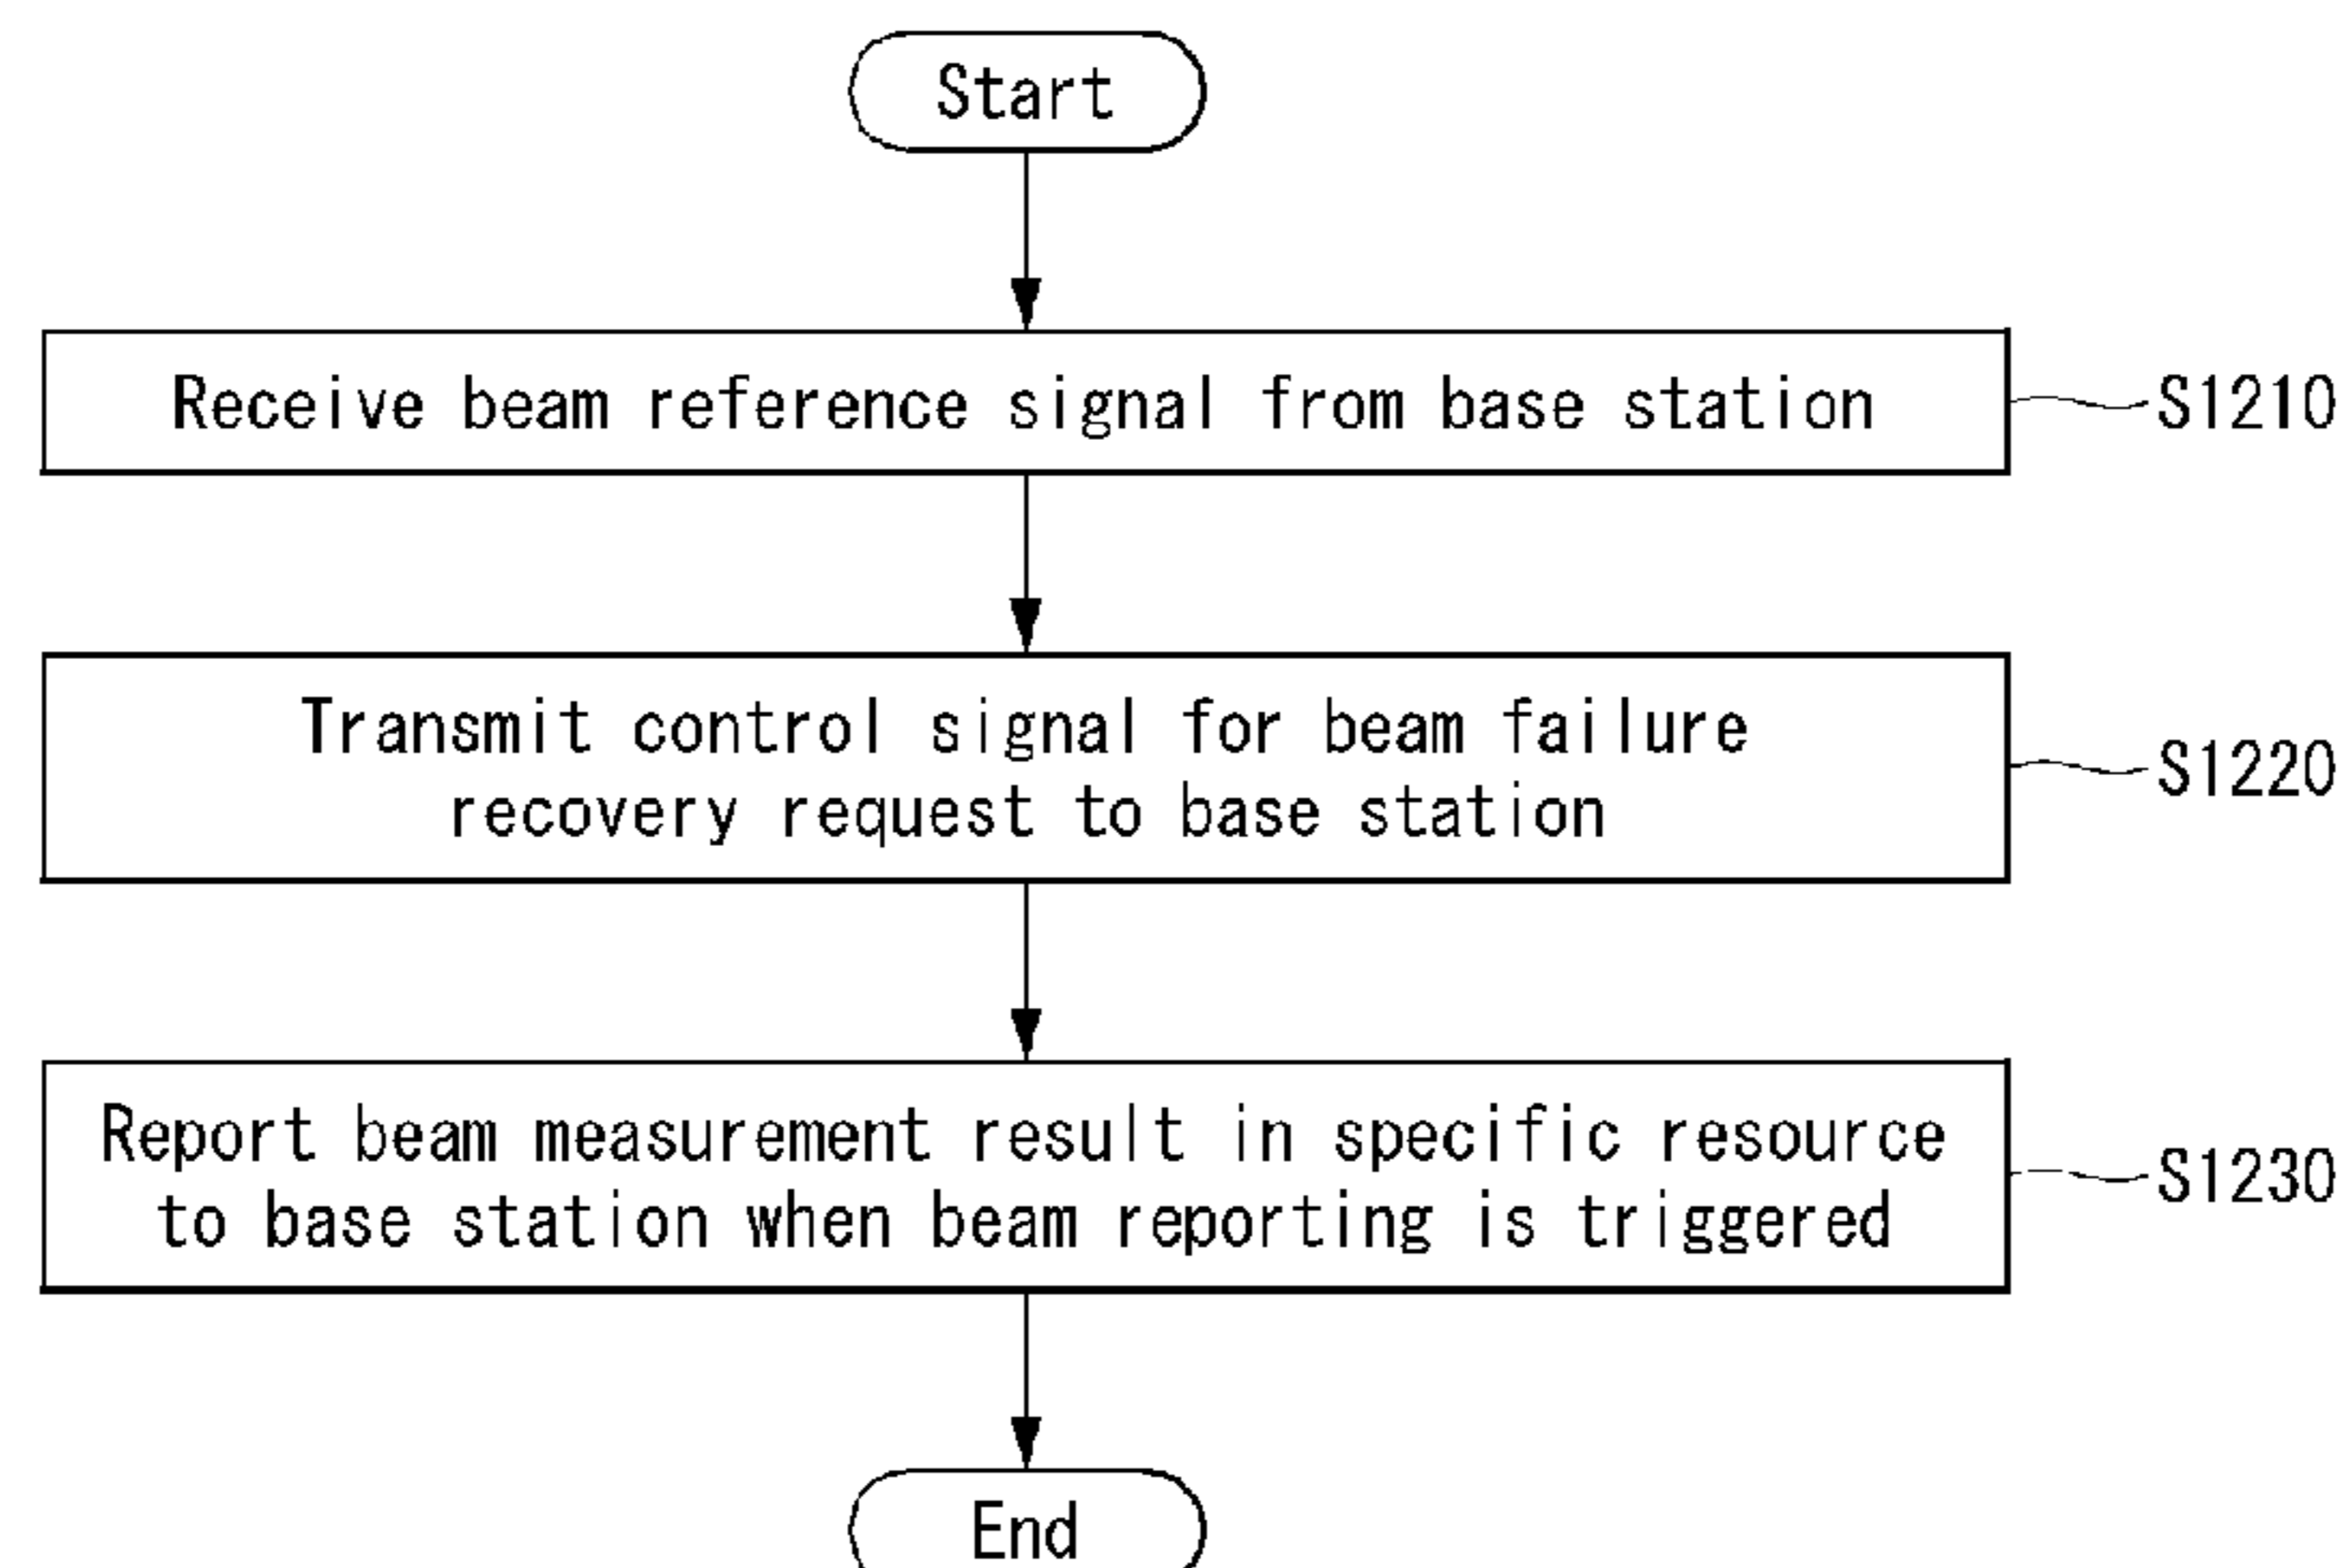 Start
Receive beam reference signal from base station
S1210
Transmit control signal for beam failure
recovery request to base station
S1220
Report beam measurement result in specific resource
to base station when beam reporting is triggered
S1230
End